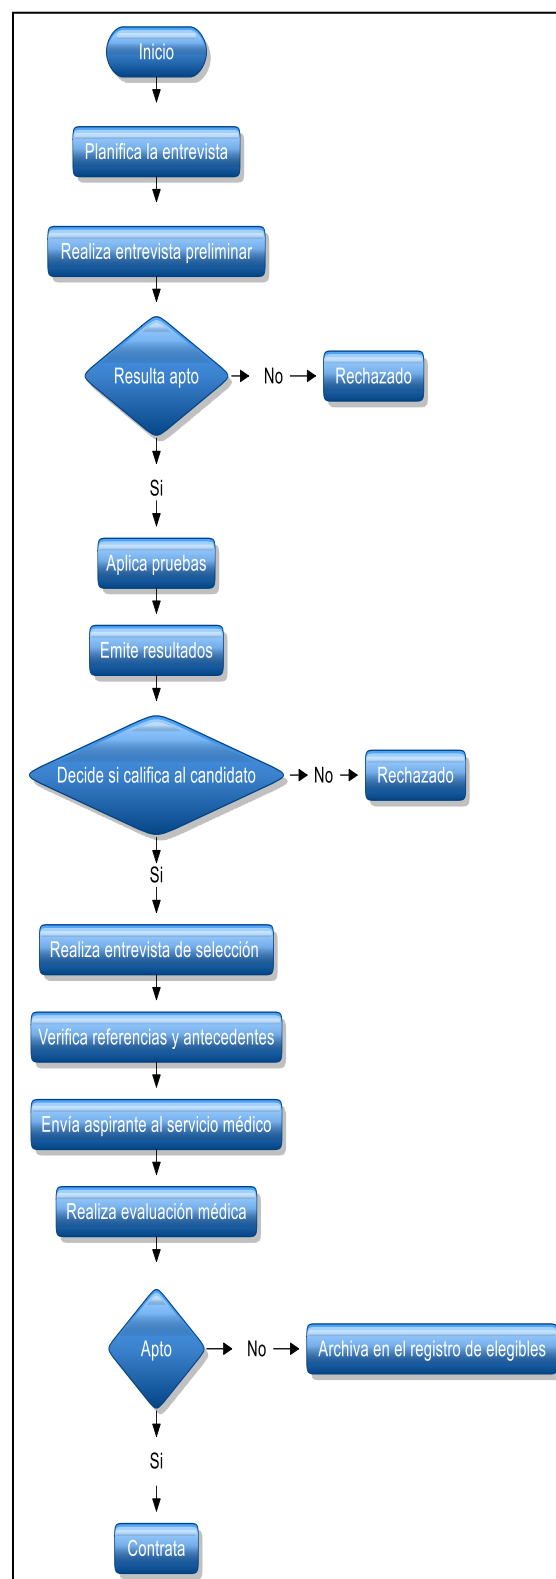 Inicio
Planifica la entrevista
Realiza entrevista preliminar
Resulta apto
No
Rechazado
Si
Aplica pruebas
Emite resultados
Decide si califica al candidato
No
Rechazado
Si
Realiza entrevista de selección
Verifica referencias y antecedentes
Envía aspirante al servicio médico
Realiza evaluación médica
Apto
No
Archiva en el registro de elegibles
Si
Contrata